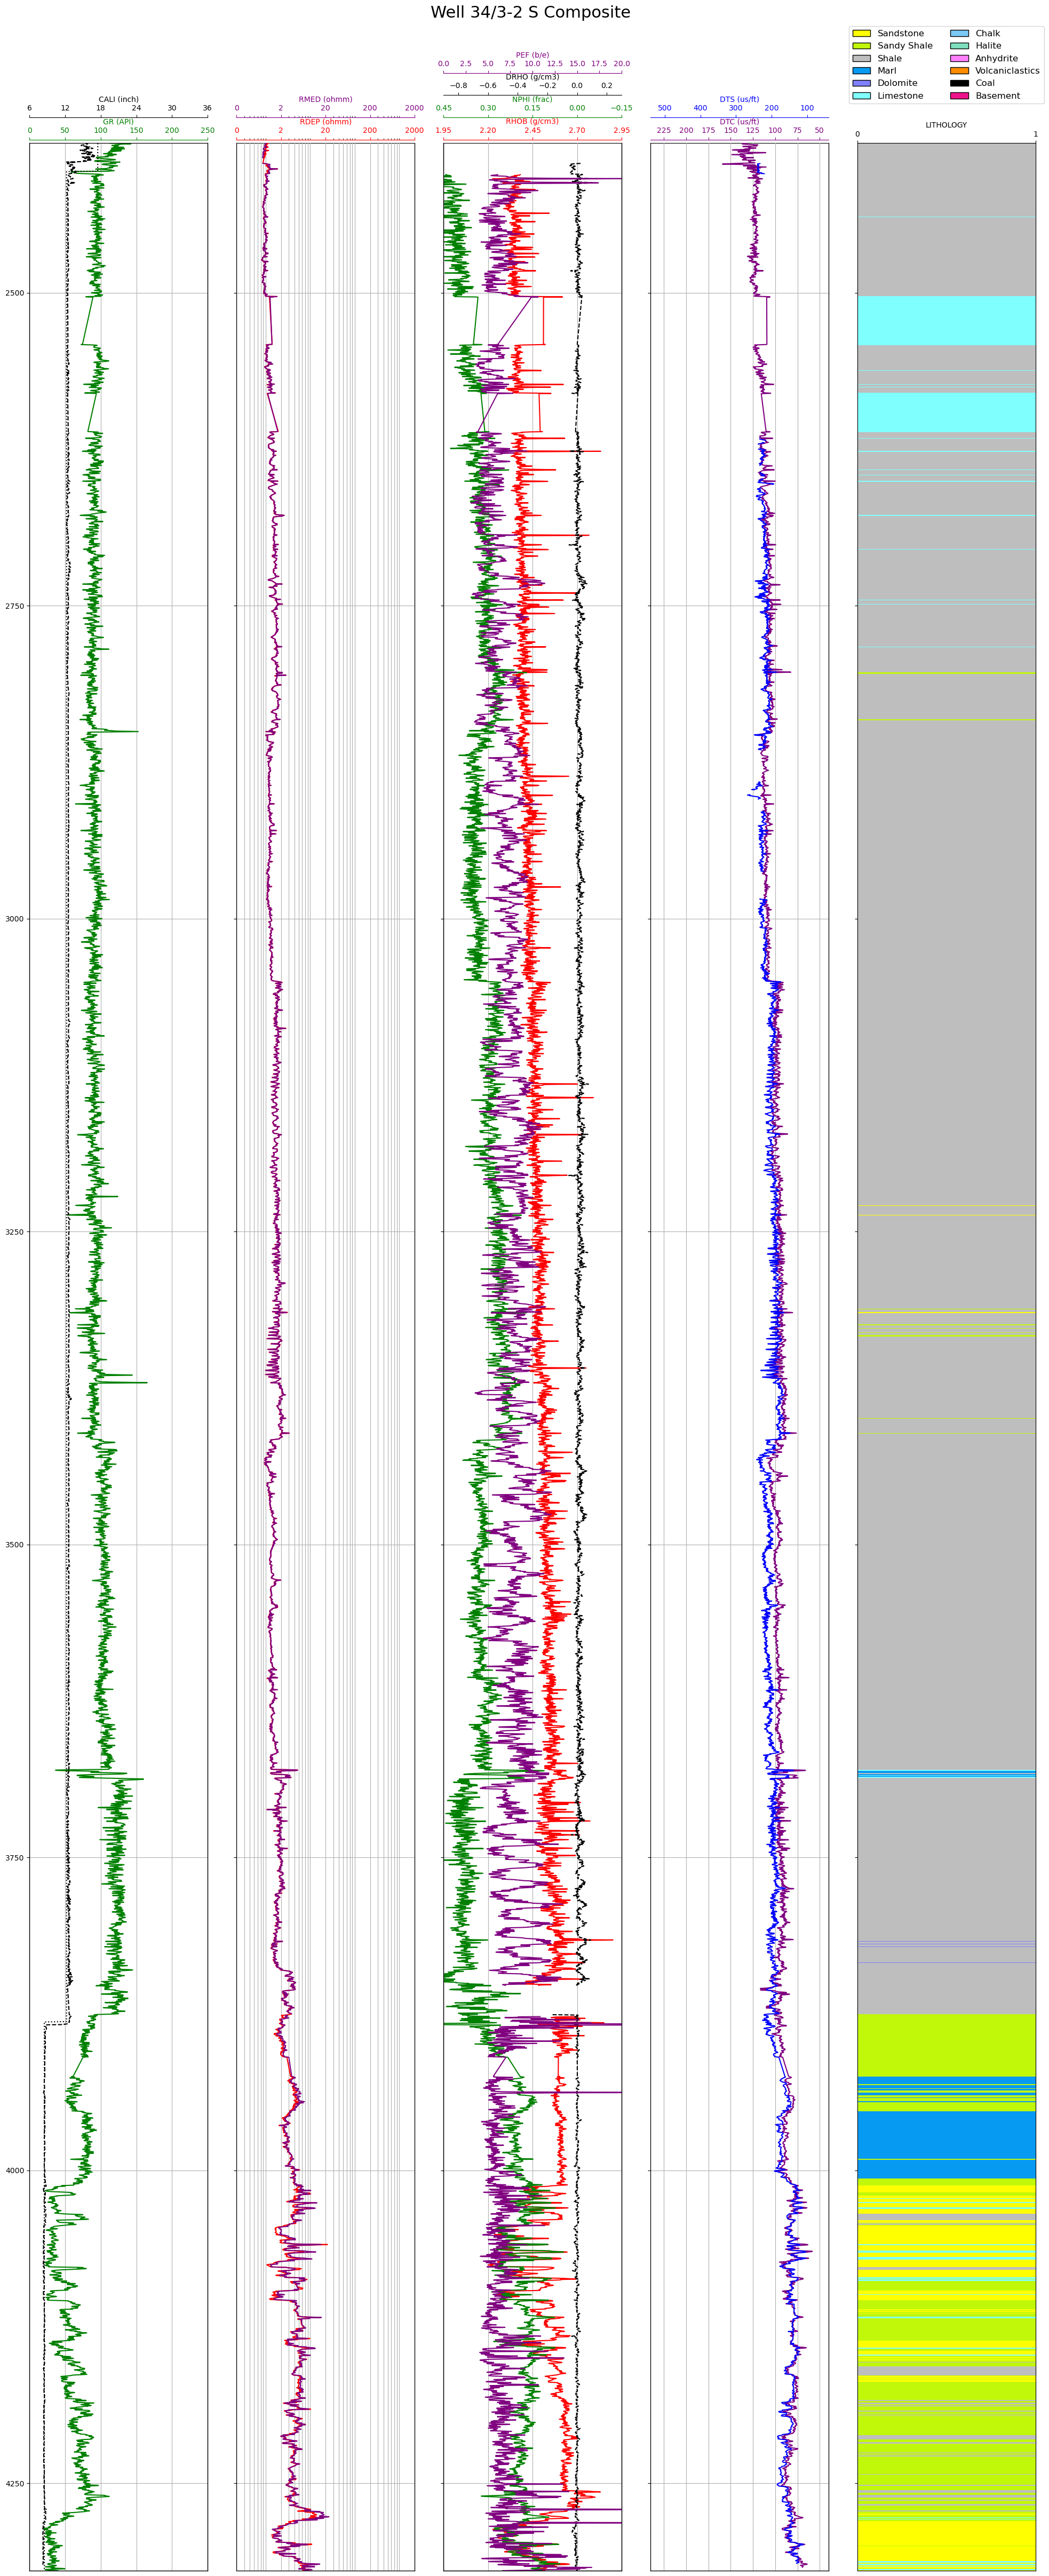 Well 34/3-2 S Composite
Sandstone Chalk
Sandy Shale Halite
Shale Anhydrite
Marl Volcaniclastics
Dolomite Coal
Limestone Basement
PEF (b/e)
0.0 2.5 5.0 7.5 10.0 12.5 15.0 17.5 20.0
DRHO (g/cm3)
−0.8 −0.6 −0.4 −0.2 0.0 0.2
CALI (inch) RMED (ohmm) NPHI (frac) DTS (us/ft)
6 12 18 24 30 36 0 2 20 200 2000 0.45 0.30 0.15 0.00 −0.15 500 400 300 200 100
GR (API) RDEP (ohmm) RHOB (g/cm3) DTC (us/ft) LITHOLOGY
0 50 100 150 200 250 0 2 20 200 2000 1.95 2.20 2.45 2.70 2.95 225 200 175 150 125 100 75 50 0 1
2500
2750
3000
3250
3500
3750
4000
4250